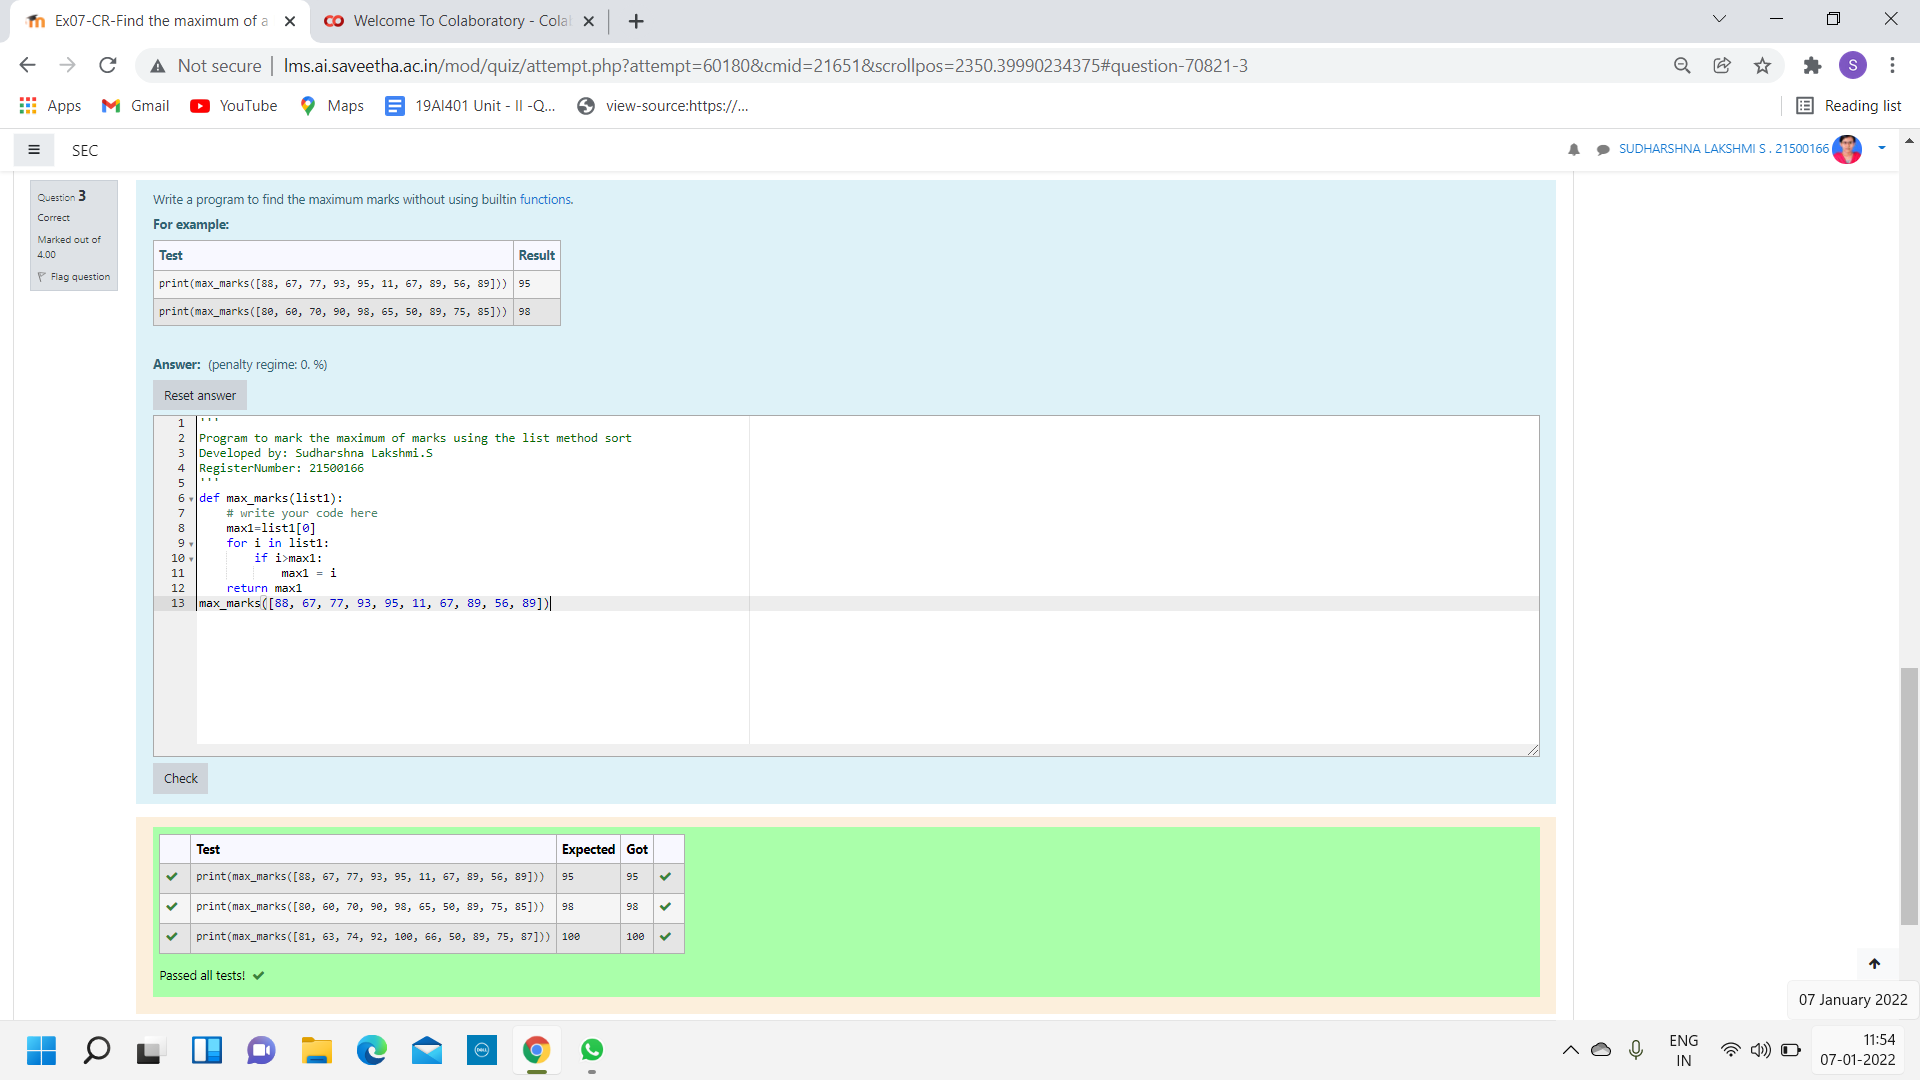 Ex07-CR-Find the maximum of a
Welcome To Colaboratory - Cola
Not secure | lms.ai.saveetha.ac.in/mod/quiz/attempt.php?attempt=60180&cmid=21651&scrollpos=2350.39990234375#question-70821-3
S
Apps Gmail YouTube Maps 19AI401 Unit - II -Q... view-source:https://... Reading list
SEC
SUDHARSHNA LAKSHMI S . 21500166
Question 3
Correct
Marked out of
4.00
Flag question
Write a program to find the maximum marks without using builtin functions.
For example:
Test Result
print(max_marks([88, 67, 77, 93, 95, 11, 67, 89, 56, 89])) 95
print(max_marks([80, 60, 70, 90, 98, 65, 50, 89, 75, 85])) 98
Answer: (penalty regime: 0. %)
Reset answer
1 '''
2 Program to mark the maximum of marks using the list method sort
3 Developed by: Sudharshna Lakshmi.S
4 RegisterNumber: 21500166
5 '''
6 def max_marks(list1):
7 # write your code here
8 max1=list1[0]
9 for i in list1:
10 if i>max1:
11 max1 = i
12 return max1
13 max_marks([88, 67, 77, 93, 95, 11, 67, 89, 56, 89])
Check
Test Expected Got
print(max_marks([88, 67, 77, 93, 95, 11, 67, 89, 56, 89])) 95 95
print(max_marks([80, 60, 70, 90, 98, 65, 50, 89, 75, 85])) 98 98
print(max_marks([81, 63, 74, 92, 100, 66, 50, 89, 75, 87])) 100 100
Passed all tests!
07 January 2022
DELL
ENG
IN
11:54
07-01-2022